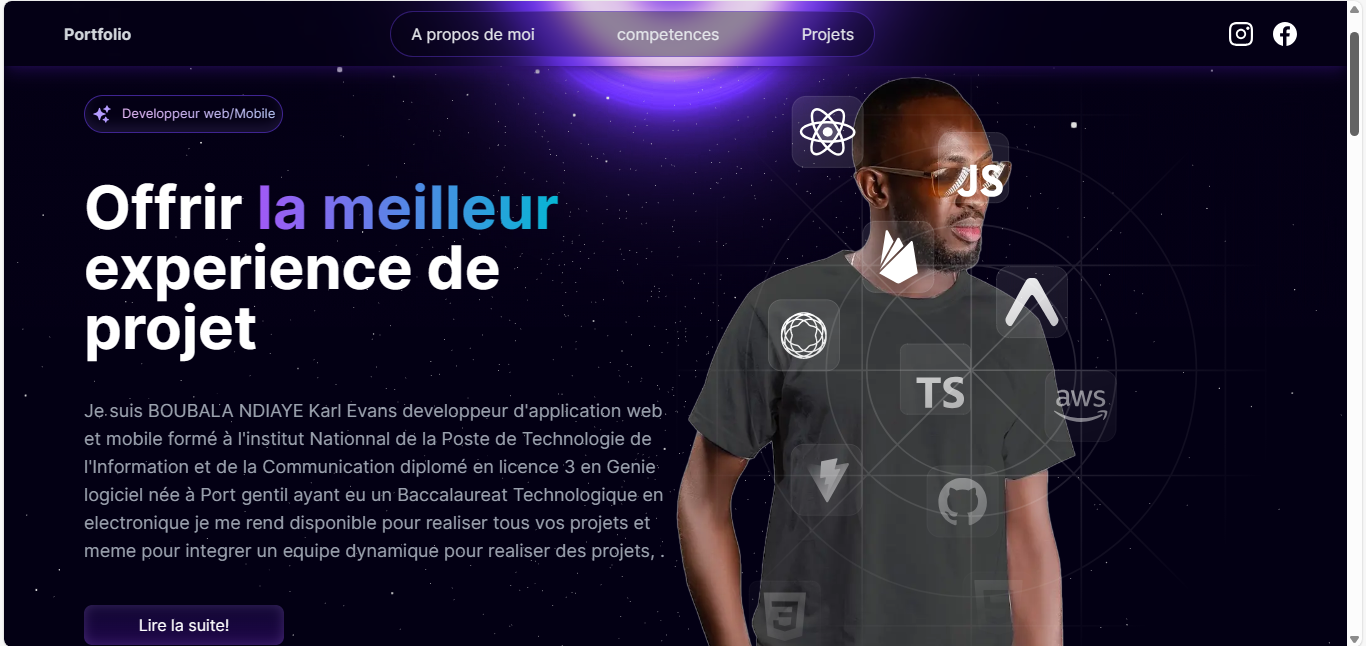 Portfolio
A propos de moi
competences
Projets
Developpeur web/Mobile
Offrir la meilleur
experience de
projet
Je suis BOUBALA NDIAYE Karl Evans developpeur d'application web
et mobile formé à l'institut Nationnal de la Poste de Technologie de
l'Information et de la Communication diplomé en licence 3 en Genie
logiciel née à Port gentil ayant eu un Baccalaureat Technologique en
electronique je me rend disponible pour realiser tous vos projets et
meme pour integrer un equipe dynamique pour realiser des projets, .
Lire la suite!
JS
TS
aws